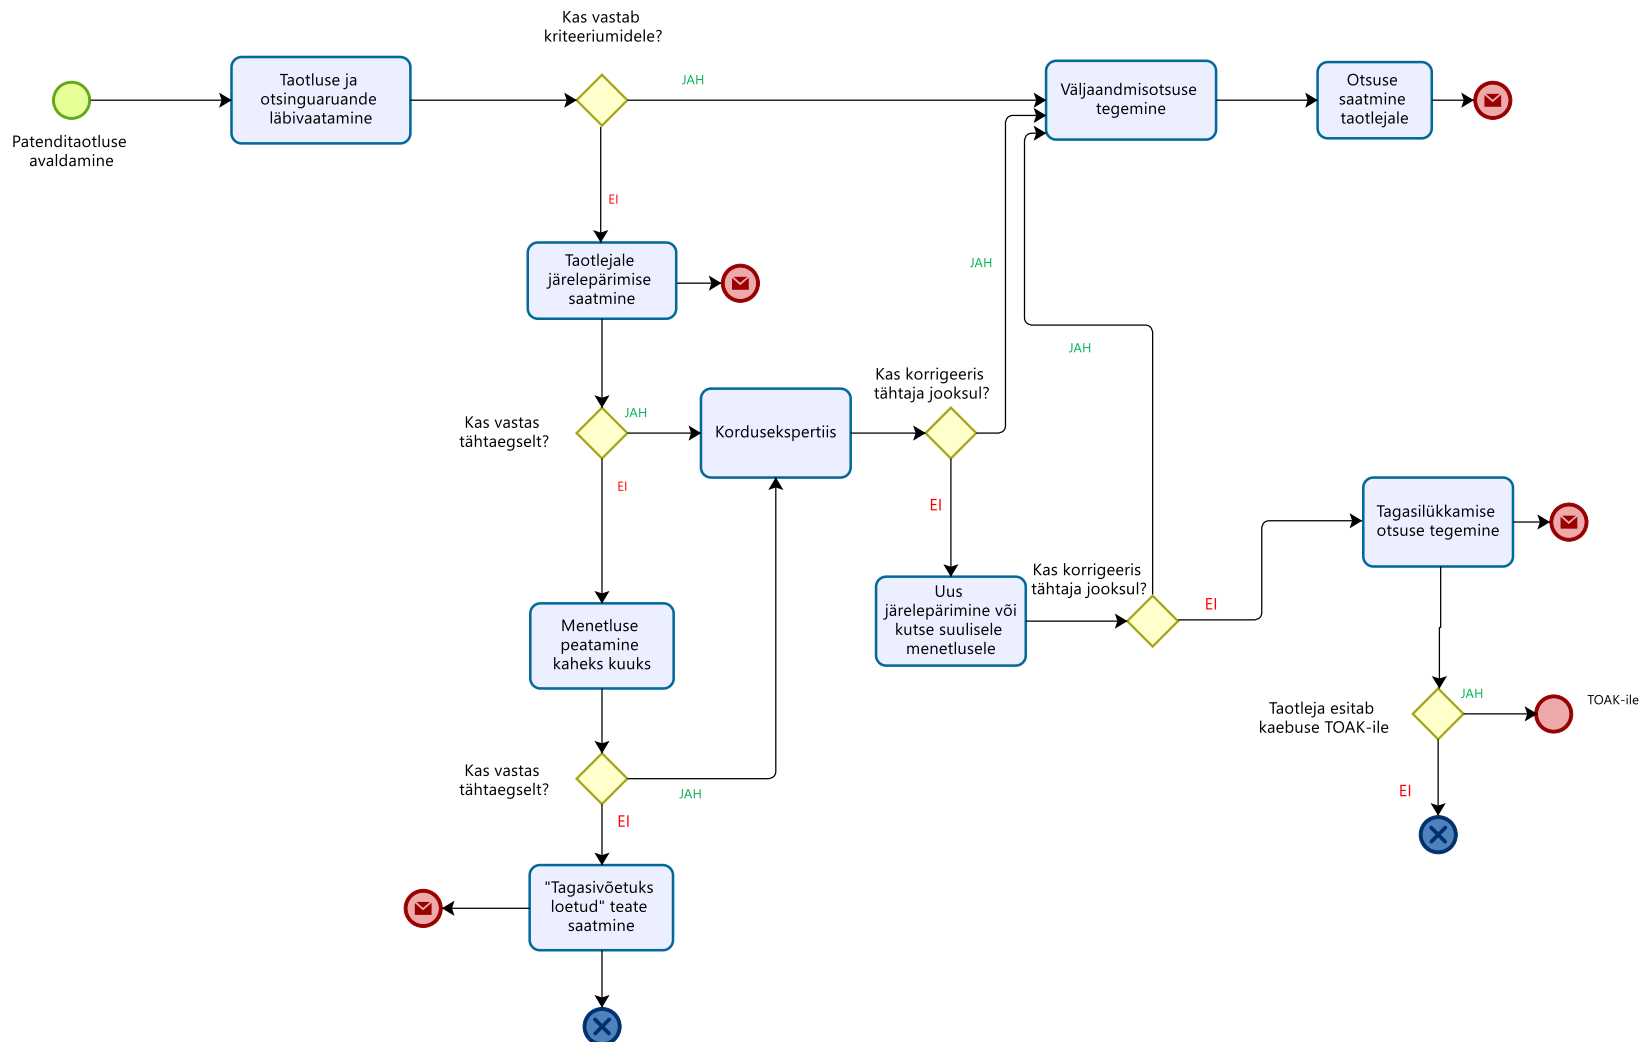 Kas vastab
kriteeriumidele?
JAH
Taotluse ja
otsinguaruande
läbivaatamine
Väljaandmisotsuse
tegemine
Otsuse
saatmine
taotlejale
Patenditaotluse
avaldamine
EI
Taotlejale
järelepärimise
saatmine
JAH
JAH
Kas korrigeeris
tähtaja jooksul?
Kas vastas
tähtaegselt?
JAH
Kordusekspertiis
EI
EI
Tagasilükkamise
otsuse tegemine
Kas korrigeeris
tähtaja jooksul?
Uus
järelepärimine või
kutse suulisele
menetlusele
EI
Menetluse
peatamine
kaheks kuuks
Taotleja esitab
kaebuse TOAK-ile
JAH
TOAK-ile
Kas vastas
tähtaegselt?
JAH
EI
EI
"Tagasivõetuks
loetud" teate
saatmine